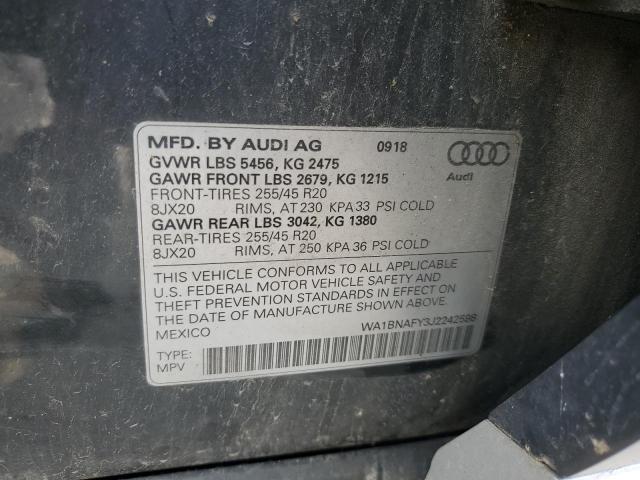 MFD. BY AUDI AG 0918
GVWR LBS 5456, KG 2475
GAWR FRONT LBS 2679, KG 1215
FRONT-TIRES 255/45 R20
8JX20 RIMS, AT 230 KPA 33 PSI COLD
GAWR REAR LBS 3042, KG 1380
REAR-TIRES 255/45 R20
8JX20 RIMS, AT 250 KPA 36 PSI COLD
Audi
THIS VEHICLE CONFORMS TO ALL APPLICABLE
U.S. FEDERAL MOTOR VEHICLE SAFETY AND
THEFT PREVENTION STANDARDS IN EFFECT ON
THE DATE OF MANUFACTURE SHOWN ABOVE.
MEXICO
WA1BNAFY3J2242598
TYPE:
MPV